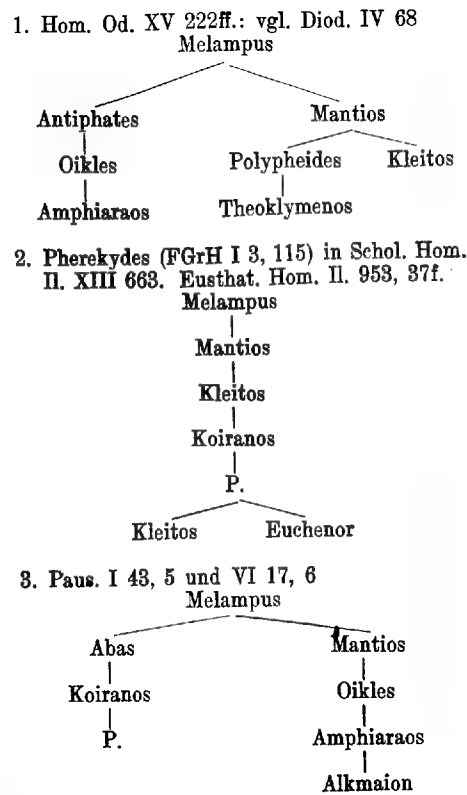 1. Hom. Od. XV 222ff.: vgl. Diod. IV 68
Melampus
Antiphates Mantios
Oikles Polypheides Kleitos
Amphiaraos Theoklymenos
2. Pherekydes (FGrH I 3, 115) in Schol. Hom.
Il. XIII 663. Eusthat. Hom. Il. 953, 37f.
Melampus
Mantios
Kleitos
Koiranos
P.
Kleitos Euchenor
3. Paus. I 43, 5 und VI 17, 6
Melampus
Abas Mantios
Koiranos Oikles
P. Amphiaraos
Alkmaion